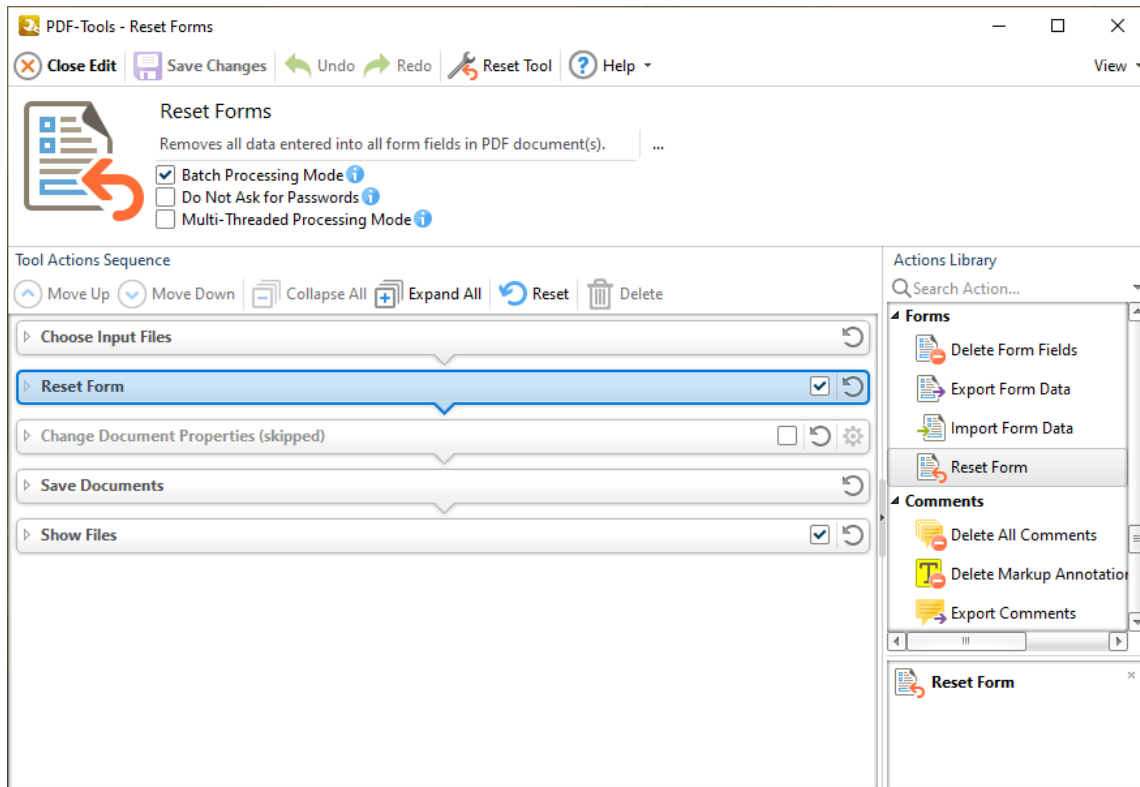 PDF-Tools - Reset Forms
Close Edit Save Changes Undo Redo Reset Tool ? Help View
Reset Forms
Removes all data entered into all form fields in PDF document(s). ...
Batch Processing Mode i
Do Not Ask for Passwords i
Multi-Threaded Processing Mode i
Tool Actions Sequence
Move Up Move Down Collapse All Expand All Reset Delete
Choose Input Files
Reset Form
Change Document Properties (skipped)
Save Documents
Show Files
Actions Library
Search Action...
Forms
Delete Form Fields
Export Form Data
Import Form Data
Reset Form
Comments
Delete All Comments
T Delete Markup Annotation
Export Comments
Reset Form